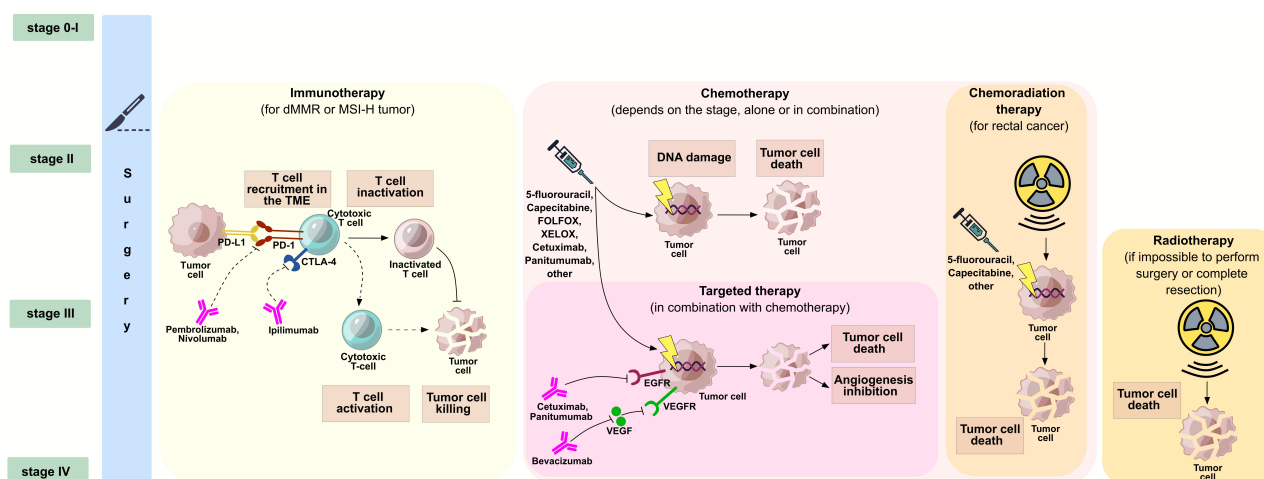 stage 0-I
stage II
stage III
stage IV
S
u
r
g
e
r
y
Immunotherapy
(for dMMR or MSI-H tumor)
T cell
recruitment in
the TME
T cell
inactivation
Cytotoxic
T cell
PD-L1
PD-1
CTLA-4
Tumor
cell
Inactivated
T cell
Pembrolizumab,
Nivolumab
Ipilimumab
Cytotoxic
T-cell
Tumor
cell
T cell
activation
Tumor cell
killing
Chemotherapy
(depends on the stage, alone or in combination)
DNA damage
Tumor cell
death
5-fluorouracil,
Capecitabine,
FOLFOX,
XELOX,
Cetuximab,
Panitumumab,
other
Tumor
cell
Tumor
cell
Targeted therapy
(in combination with chemotherapy)
EGFR
Tumor cell
VEGFR
Cetuximab,
Panitumumab
VEGF
Bevacizumab
Tumor cell
death
Angiogenesis
inhibition
Chemoradiation
therapy
(for rectal cancer)
5-fluorouracil,
Capecitabine,
other
Tumor
cell
Tumor cell
death
Tumor
cell
Radiotherapy
(if impossible to perform
surgery or complete
resection)
Tumor cell
death
Tumor
cell